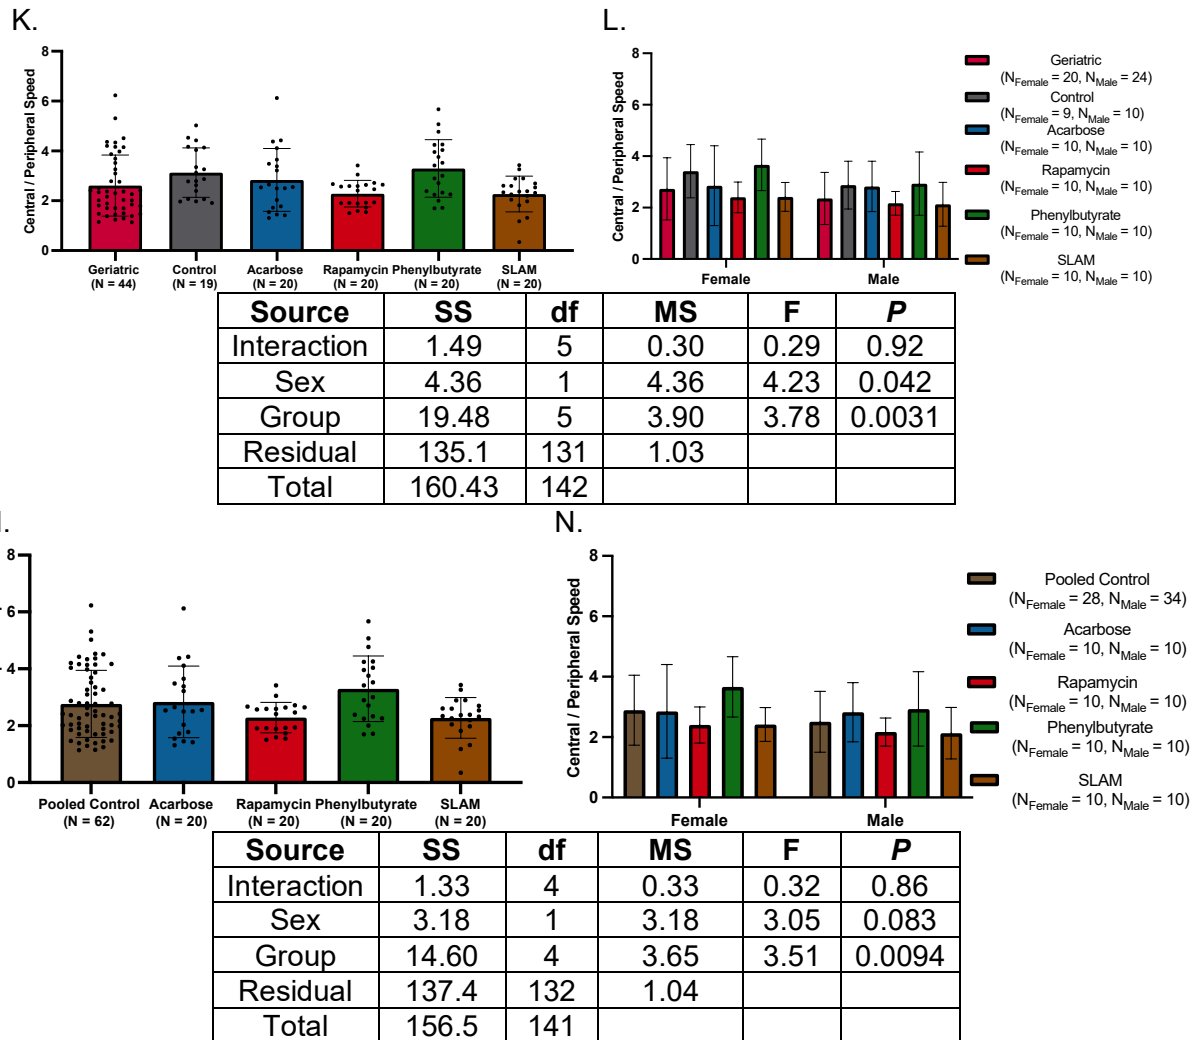 K.
8
6
4
2
0
Central / Peripheral Speed
Geriatric Control Acarbose Rapamycin Phenylbutyrate SLAM
(N = 44) (N = 19) (N = 20) (N = 20) (N = 20) (N = 20)
L.
8
6
4
2
0
Central / Peripheral Speed
Female Male
Geriatric
(NFemale = 20, NMale = 24)
Control
(NFemale = 9, NMale = 10)
Acarbose
(NFemale = 10, NMale = 10)
Rapamycin
(NFemale = 10, NMale = 10)
Phenylbutyrate
(NFemale = 10, NMale = 10)
SLAM
(NFemale = 10, NMale = 10)
Source SS df MS F P
Interaction 1.49 5 0.30 0.29 0.92
Sex 4.36 1 4.36 4.23 0.042
Group 19.48 5 3.90 3.78 0.0031
Residual 135.1 131 1.03
Total 160.43 142
8
6
4
2
0
Pooled Control Acarbose Rapamycin Phenylbutyrate SLAM
(N = 62) (N = 20) (N = 20) (N = 20) (N = 20)
N.
8
6
4
2
0
Central / Peripheral Speed
Female Male
Pooled Control
(NFemale = 28, NMale = 34)
Acarbose
(NFemale = 10, NMale = 10)
Rapamycin
(NFemale = 10, NMale = 10)
Phenylbutyrate
(NFemale = 10, NMale = 10)
SLAM
(NFemale = 10, NMale = 10)
Source SS df MS F P
Interaction 1.33 4 0.33 0.32 0.86
Sex 3.18 1 3.18 3.05 0.083
Group 14.60 4 3.65 3.51 0.0094
Residual 137.4 132 1.04
Total 156.5 141